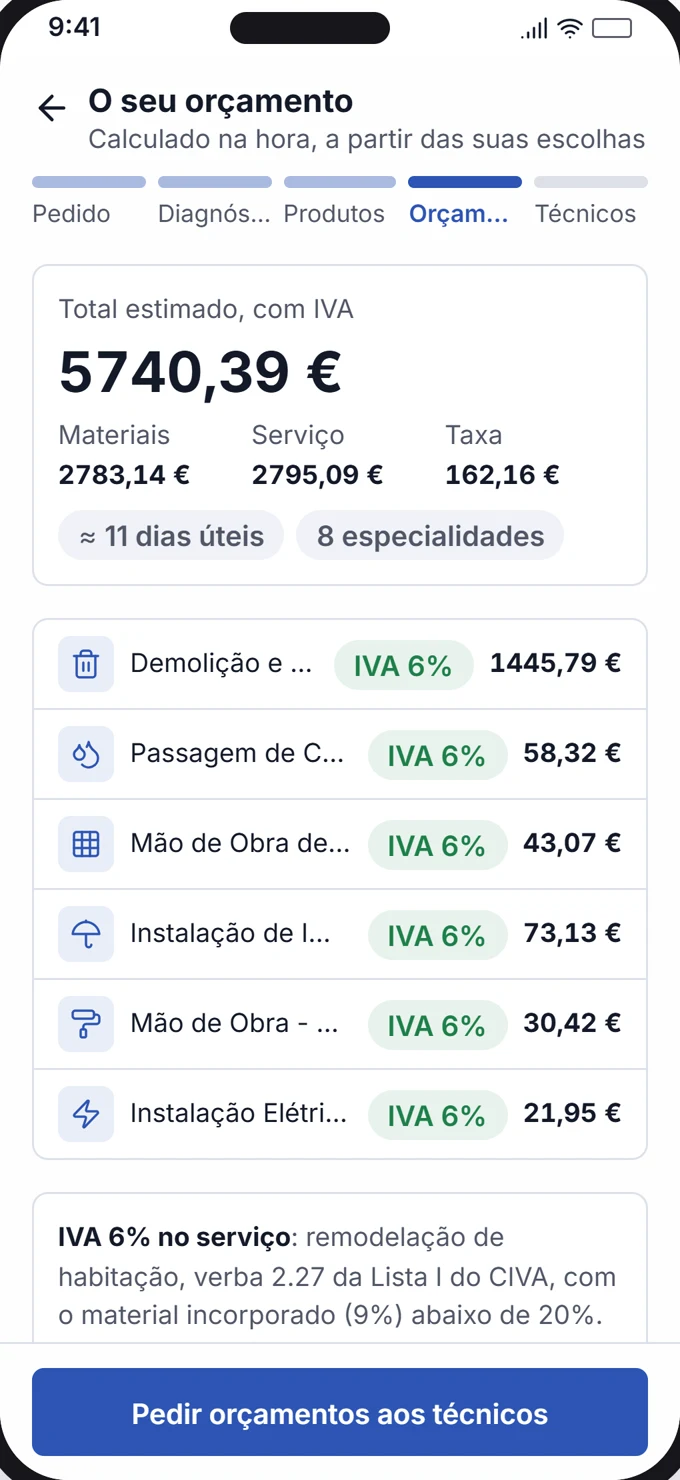 9:41
O seu orçamento
Calculado na hora, a partir das suas escolhas
Pedido Diagnós... Produtos Orçam... Técnicos
Total estimado, com IVA
5740,39 €
Materiais Serviço Taxa
2783,14 € 2795,09 € 162,16 €
≈ 11 dias úteis 8 especialidades
Demolição e ... IVA 6% 1445,79 €
Passagem de C... IVA 6% 58,32 €
Mão de Obra de... IVA 6% 43,07 €
Instalação de I... IVA 6% 73,13 €
Mão de Obra - ... IVA 6% 30,42 €
Instalação Elétri... IVA 6% 21,95 €
IVA 6% no serviço: remodelação de
habitação, verba 2.27 da Lista I do CIVA, com
o material incorporado (9%) abaixo de 20%.
Pedir orçamentos aos técnicos